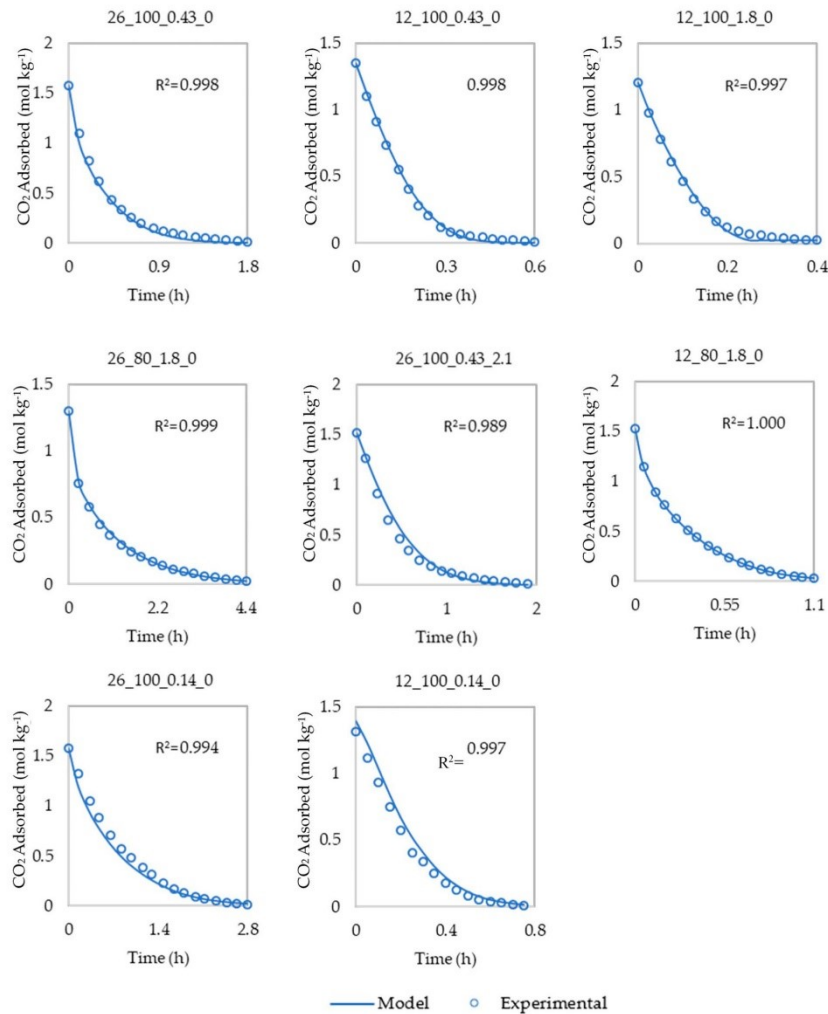 26_100_0.43_0
2
1.5
1
0.5
0
CO₂ Adsorbed (mol kg⁻¹)
R²=0.998
0 0.9 1.8
Time (h)
12_100_0.43_0
1.5
1
0.5
0
CO₂ Adsorbed (mol kg⁻¹)
0.998
0 0.3 0.6
Time (h)
12_100_1.8_0
1.5
1
0.5
0
CO₂ Adsorbed (mol kg⁻¹)
R²=0.997
0 0.2 0.4
Time (h)
26_80_1.8_0
1.5
1
0.5
0
CO₂ Adsorbed (mol kg⁻¹)
R²=0.999
0 2.2 4.4
Time (h)
26_100_0.43_2.1
2
1.5
1
0.5
0
CO₂ Adsorbed (mol kg⁻¹)
R²=0.989
0 1 2
Time (h)
12_80_1.8_0
2
1.5
1
0.5
0
CO₂ Adsorbed (mol kg⁻¹)
R²=1.000
0 0.55 1.1
Time (h)
26_100_0.14_0
2
1.5
1
0.5
0
CO₂ Adsorbed (mol kg⁻¹)
R²=0.994
0 1.4 2.8
Time (h)
12_100_0.14_0
1.5
1
0.5
0
CO₂ Adsorbed (mol kg⁻¹)
R²= 0.997
0 0.4 0.8
Time (h)
Model Experimental